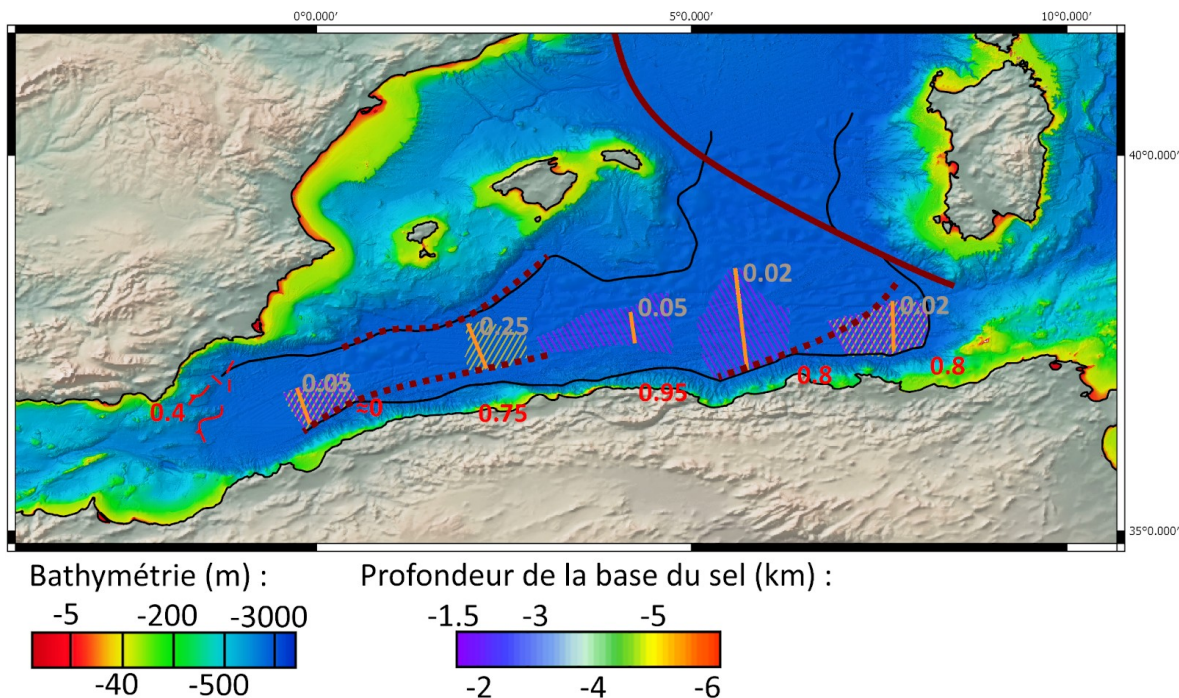 0°0.000′ 5°0.000′ 10°0.000′
40°0.000′
0.02
0.05 0.02
0.25
0.8
0.05 0.95 0.8
0.4 ≈0 0.75
35°0.000′
Bathymétrie (m) : Profondeur de la base du sel (km) :
-5 -200 -3000 -1.5 -3 -5
-40 -500 -2 -4 -6